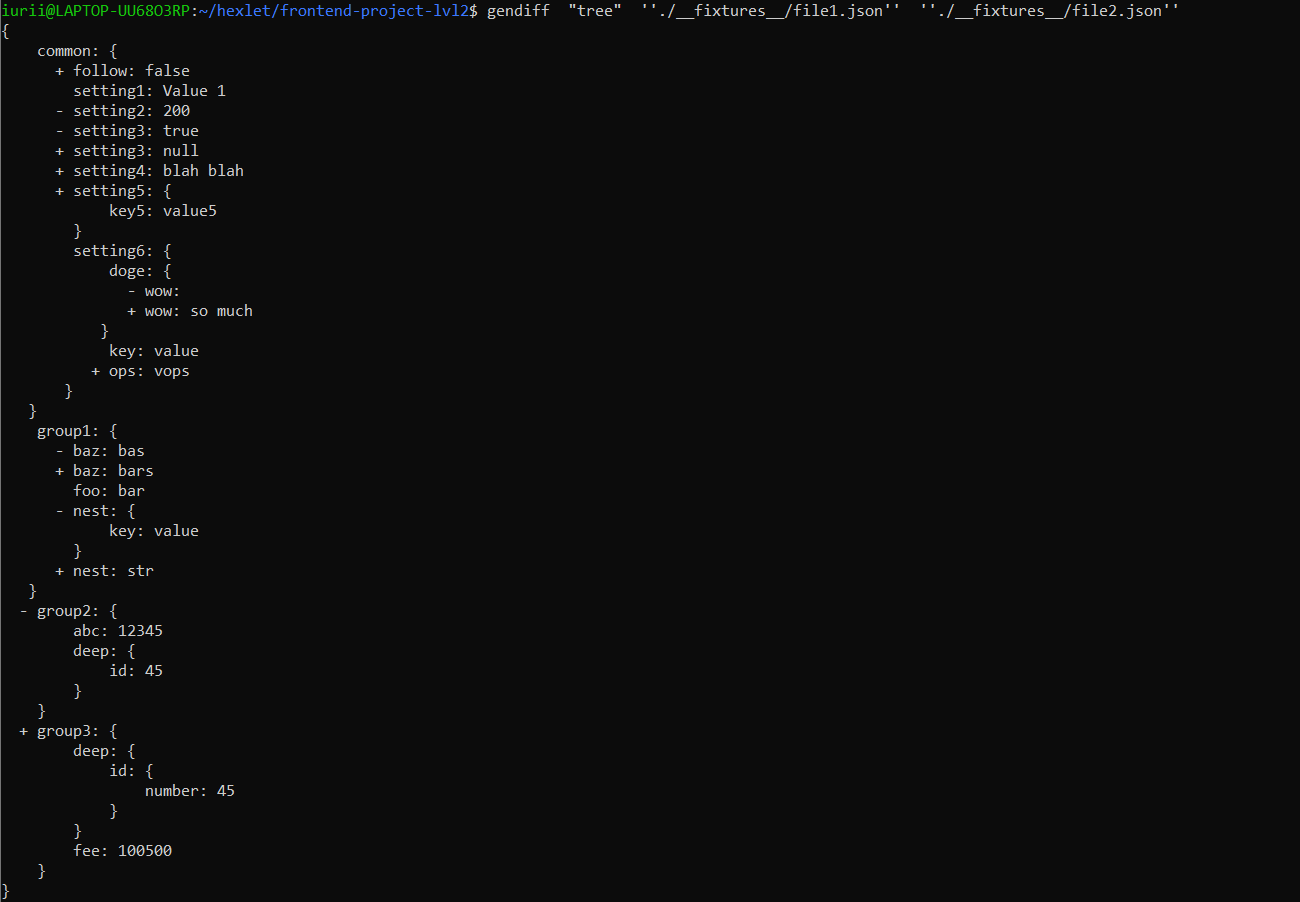 iurii@LAPTOP-UU68O3RP:~/hexlet/frontend-project-lvl2$ gendiff  "tree"  ''./__fixtures__/file1.json''  ''./__fixtures__/file2.json''
{
    common: {
      + follow: false
        setting1: Value 1
      - setting2: 200
      - setting3: true
      + setting3: null
      + setting4: blah blah
      + setting5: {
            key5: value5
        }
        setting6: {
            doge: {
              - wow:
              + wow: so much
           }
            key: value
          + ops: vops
       }
   }
    group1: {
      - baz: bas
      + baz: bars
        foo: bar
      - nest: {
            key: value
        }
      + nest: str
   }
  - group2: {
        abc: 12345
        deep: {
            id: 45
        }
    }
  + group3: {
        deep: {
            id: {
                number: 45
            }
        }
        fee: 100500
    }
}